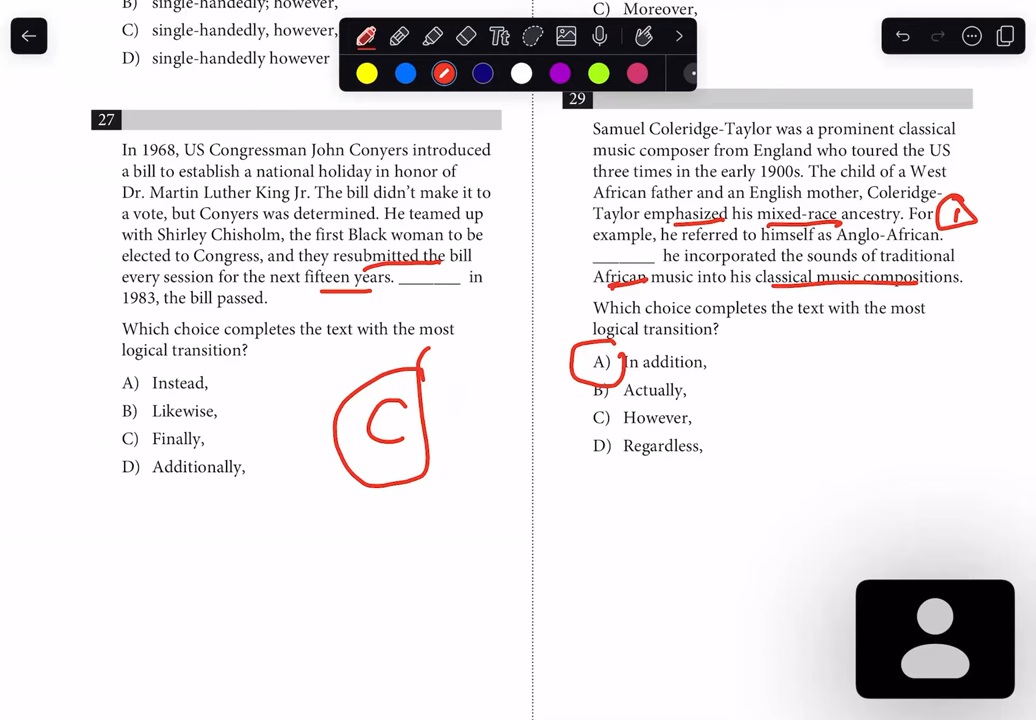 B) single-handedly; however,
C) single-handedly, however,
D) single-handedly however
27
In 1968, US Congressman John Conyers introduced
a bill to establish a national holiday in honor of
Dr. Martin Luther King Jr. The bill didn't make it to
a vote, but Conyers was determined. He teamed up
with Shirley Chisholm, the first Black woman to be
elected to Congress, and they resubmitted the bill
every session for the next fifteen years. ______ in
1983, the bill passed.
Which choice completes the text with the most
logical transition?
A) Instead,
B) Likewise,
C) Finally,
D) Additionally,
C
Tt
C) Moreover,
29
Samuel Coleridge-Taylor was a prominent classical
music composer from England who toured the US
three times in the early 1900s. The child of a West
African father and an English mother, Coleridge-
Taylor emphasized his mixed-race ancestry. For
example, he referred to himself as Anglo-African.
______ he incorporated the sounds of traditional
African music into his classical music compositions.
Which choice completes the text with the most
logical transition?
A) In addition,
B) Actually,
C) However,
D) Regardless,